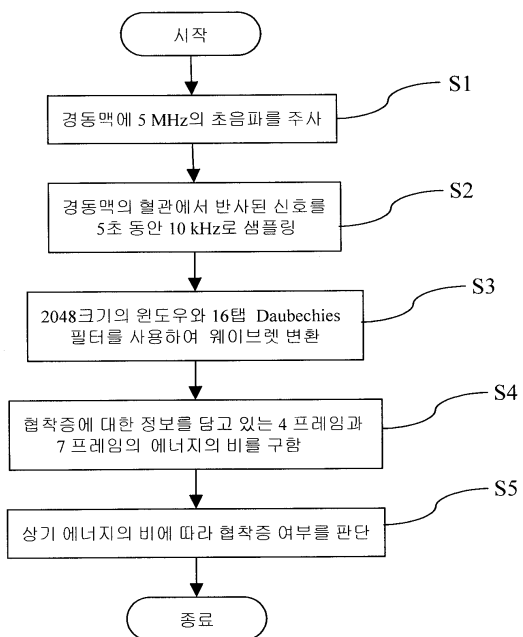 시작
S1
경동맥에 5 MHz의 초음파를 주사
S2
경동맥의 혈관에서 반사된 신호를
5초 동안 10 kHz로 샘플링
S3
2048크기의 윈도우와 16탭 Daubechies
필터를 사용하여 웨이브렛 변환
S4
협착증에 대한 정보를 담고 있는 4 프레임과
7 프레임의 에너지의 비를 구함
S5
상기 에너지의 비에 따라 협착증 여부를 판단
종료